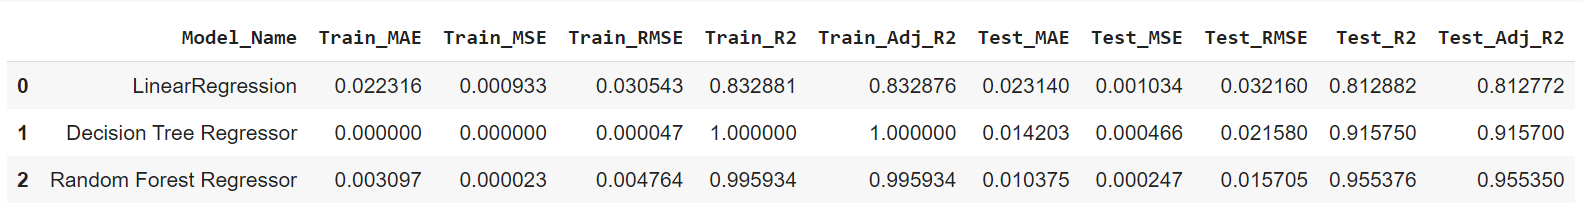 Model_Name Train_MAE Train_MSE Train_RMSE Train_R2 Train_Adj_R2 Test_MAE Test_MSE Test_RMSE Test_R2 Test_Adj_R2
0 LinearRegression 0.022316 0.000933 0.030543 0.832881 0.832876 0.023140 0.001034 0.032160 0.812882 0.812772
1 Decision Tree Regressor 0.000000 0.000000 0.000047 1.000000 1.000000 0.014203 0.000466 0.021580 0.915750 0.915700
2 Random Forest Regressor 0.003097 0.000023 0.004764 0.995934 0.995934 0.010375 0.000247 0.015705 0.955376 0.955350